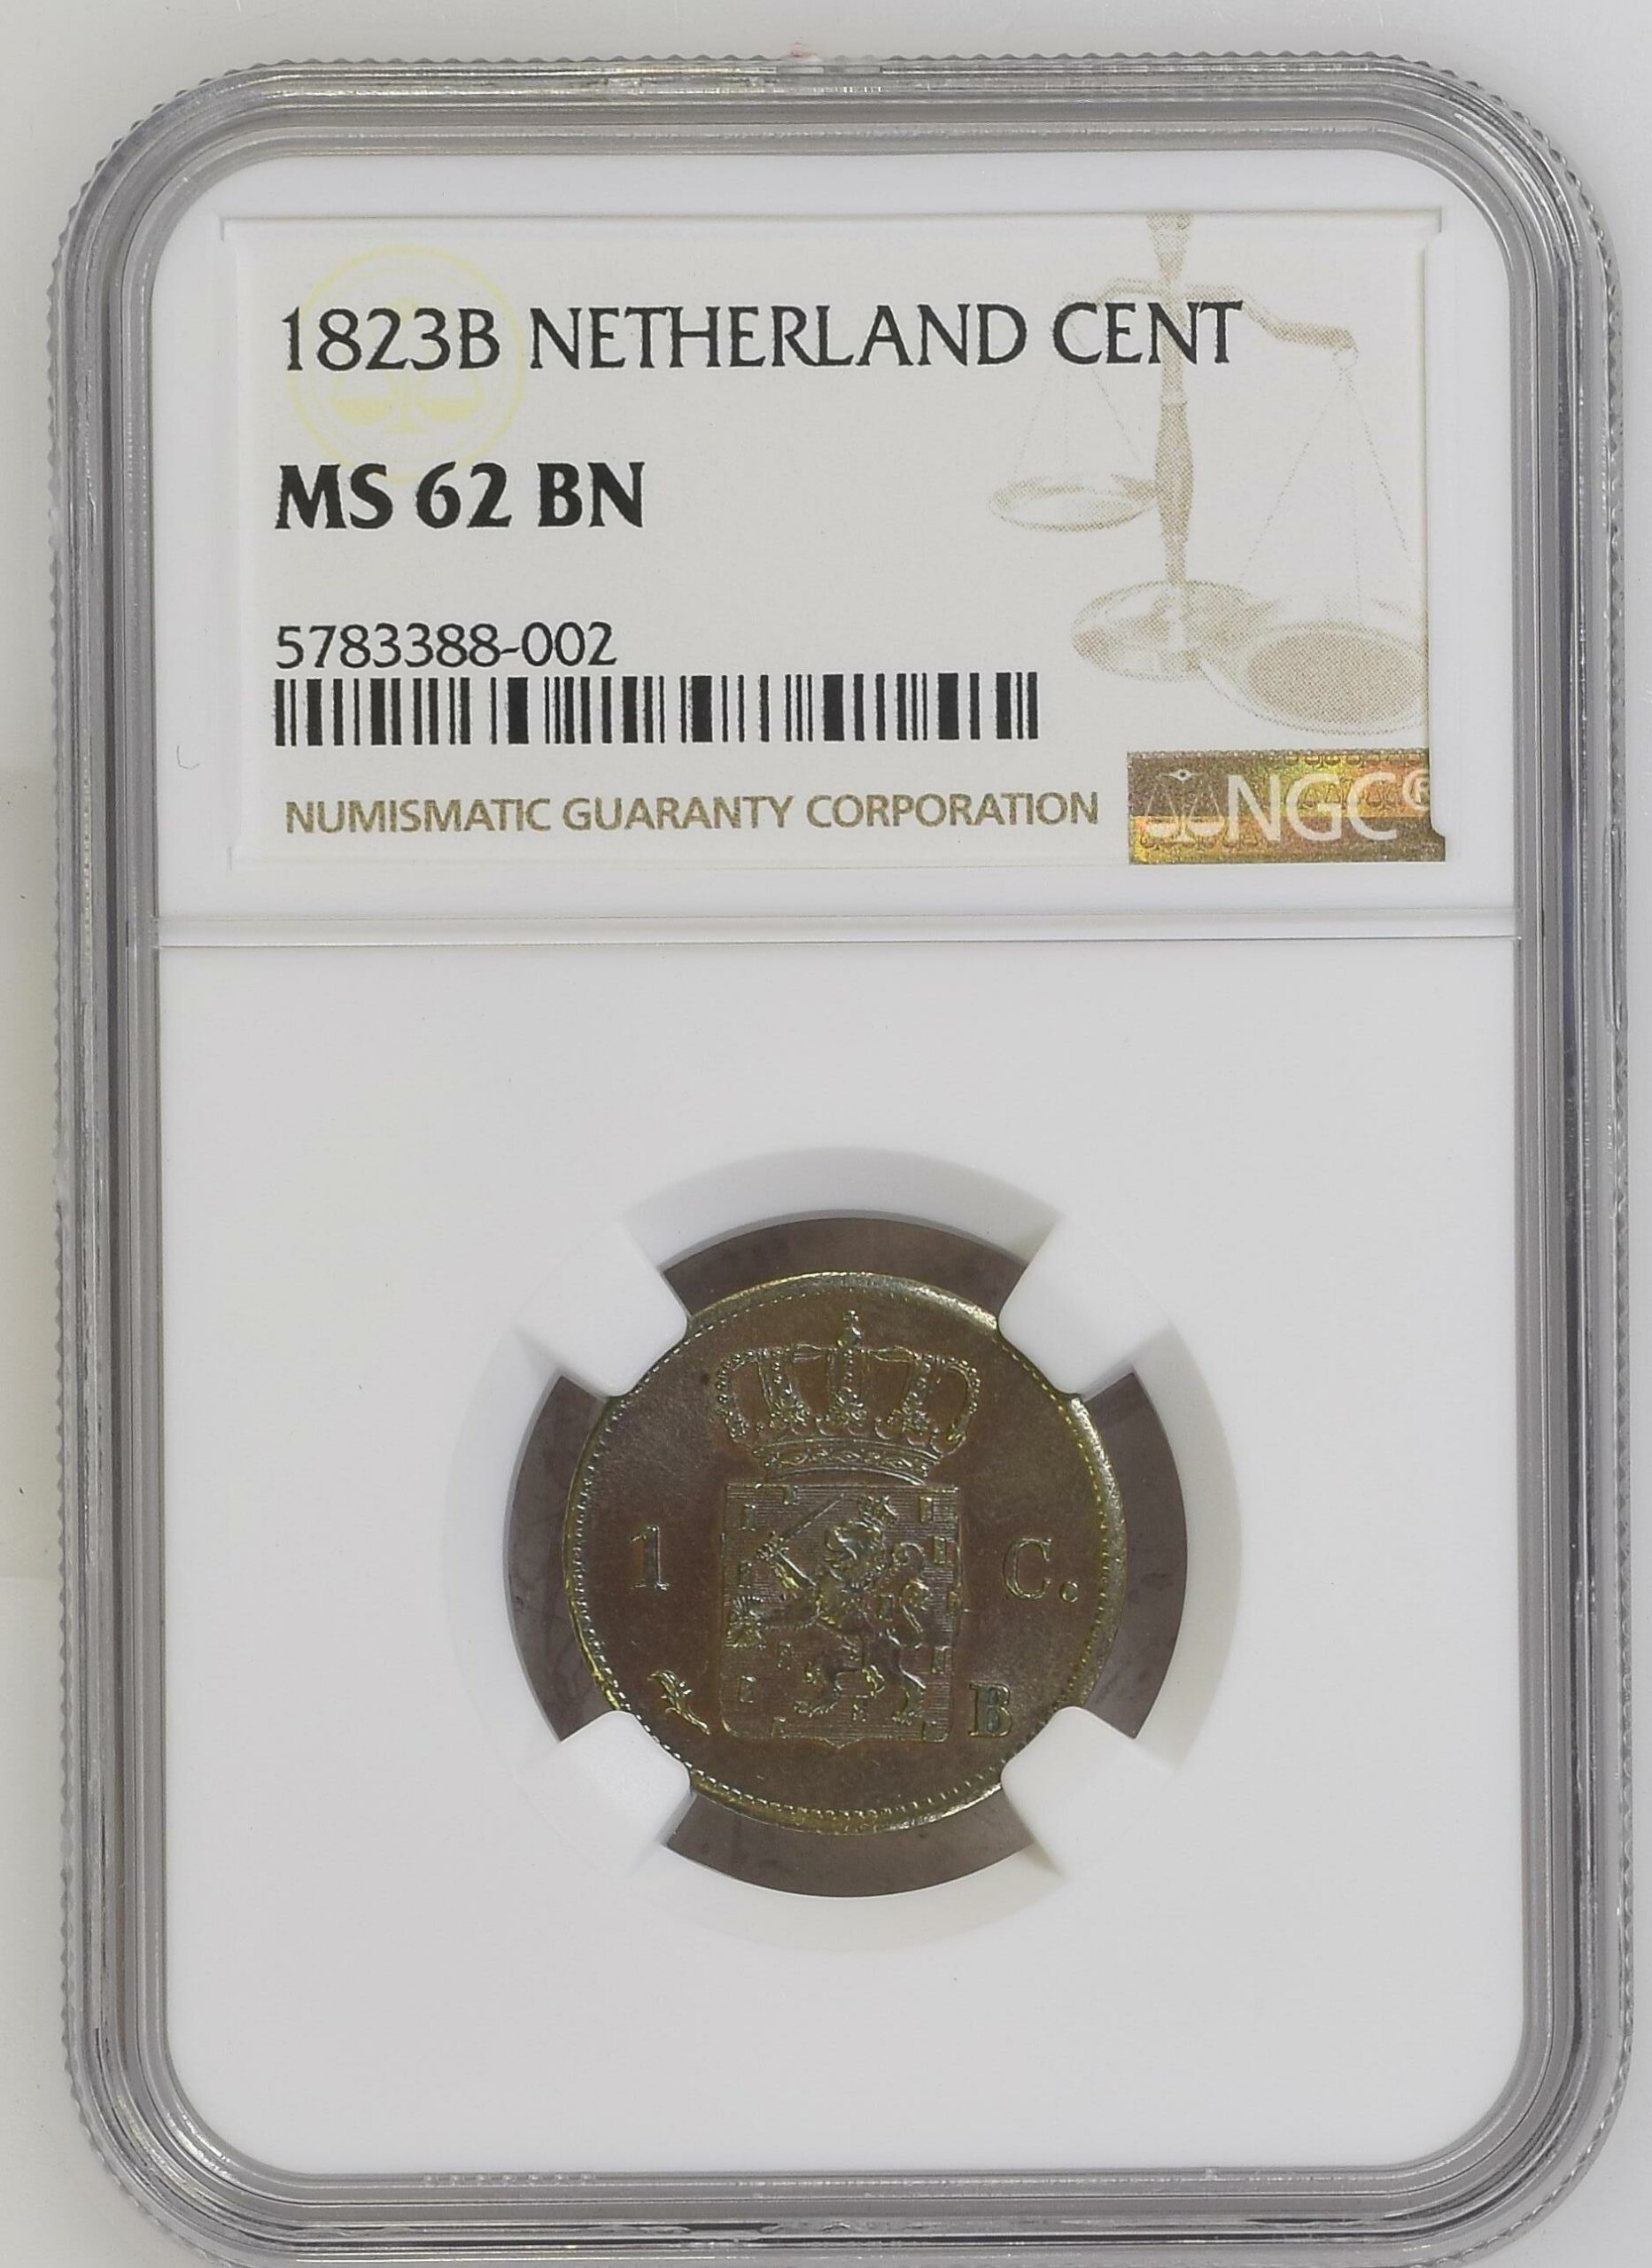 1823B NETHERLAND CENT
MS 62 BN
5783388-002
NUMISMATIC GUARANTY CORPORATION NGC®
1 C.
B